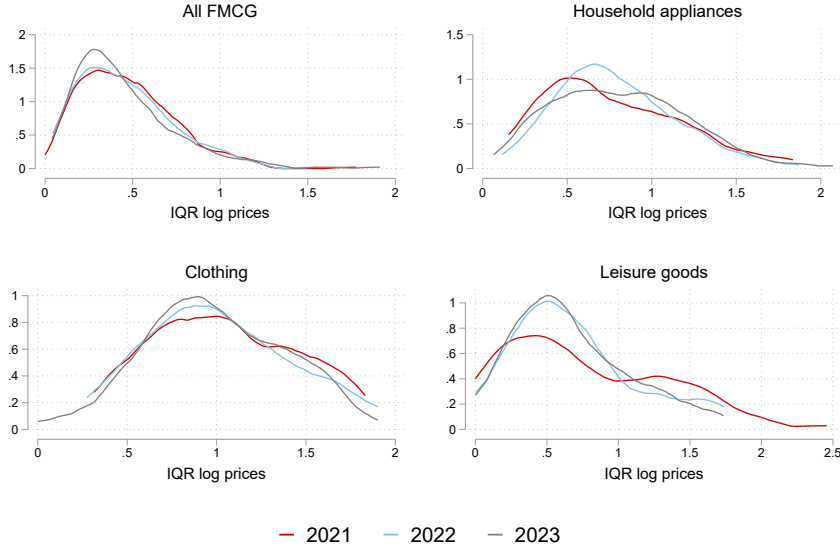 All FMCG
2
1.5
1
.5
0
0 .5 1 1.5 2
IQR log prices
Household appliances
1.5
1
.5
0
0 .5 1 1.5 2
IQR log prices
Clothing
1
.8
.6
.4
.2
0
0 .5 1 1.5 2
IQR log prices
Leisure goods
1
.8
.6
.4
.2
0
0 .5 1 1.5 2 2.5
IQR log prices
2021 2022 2023